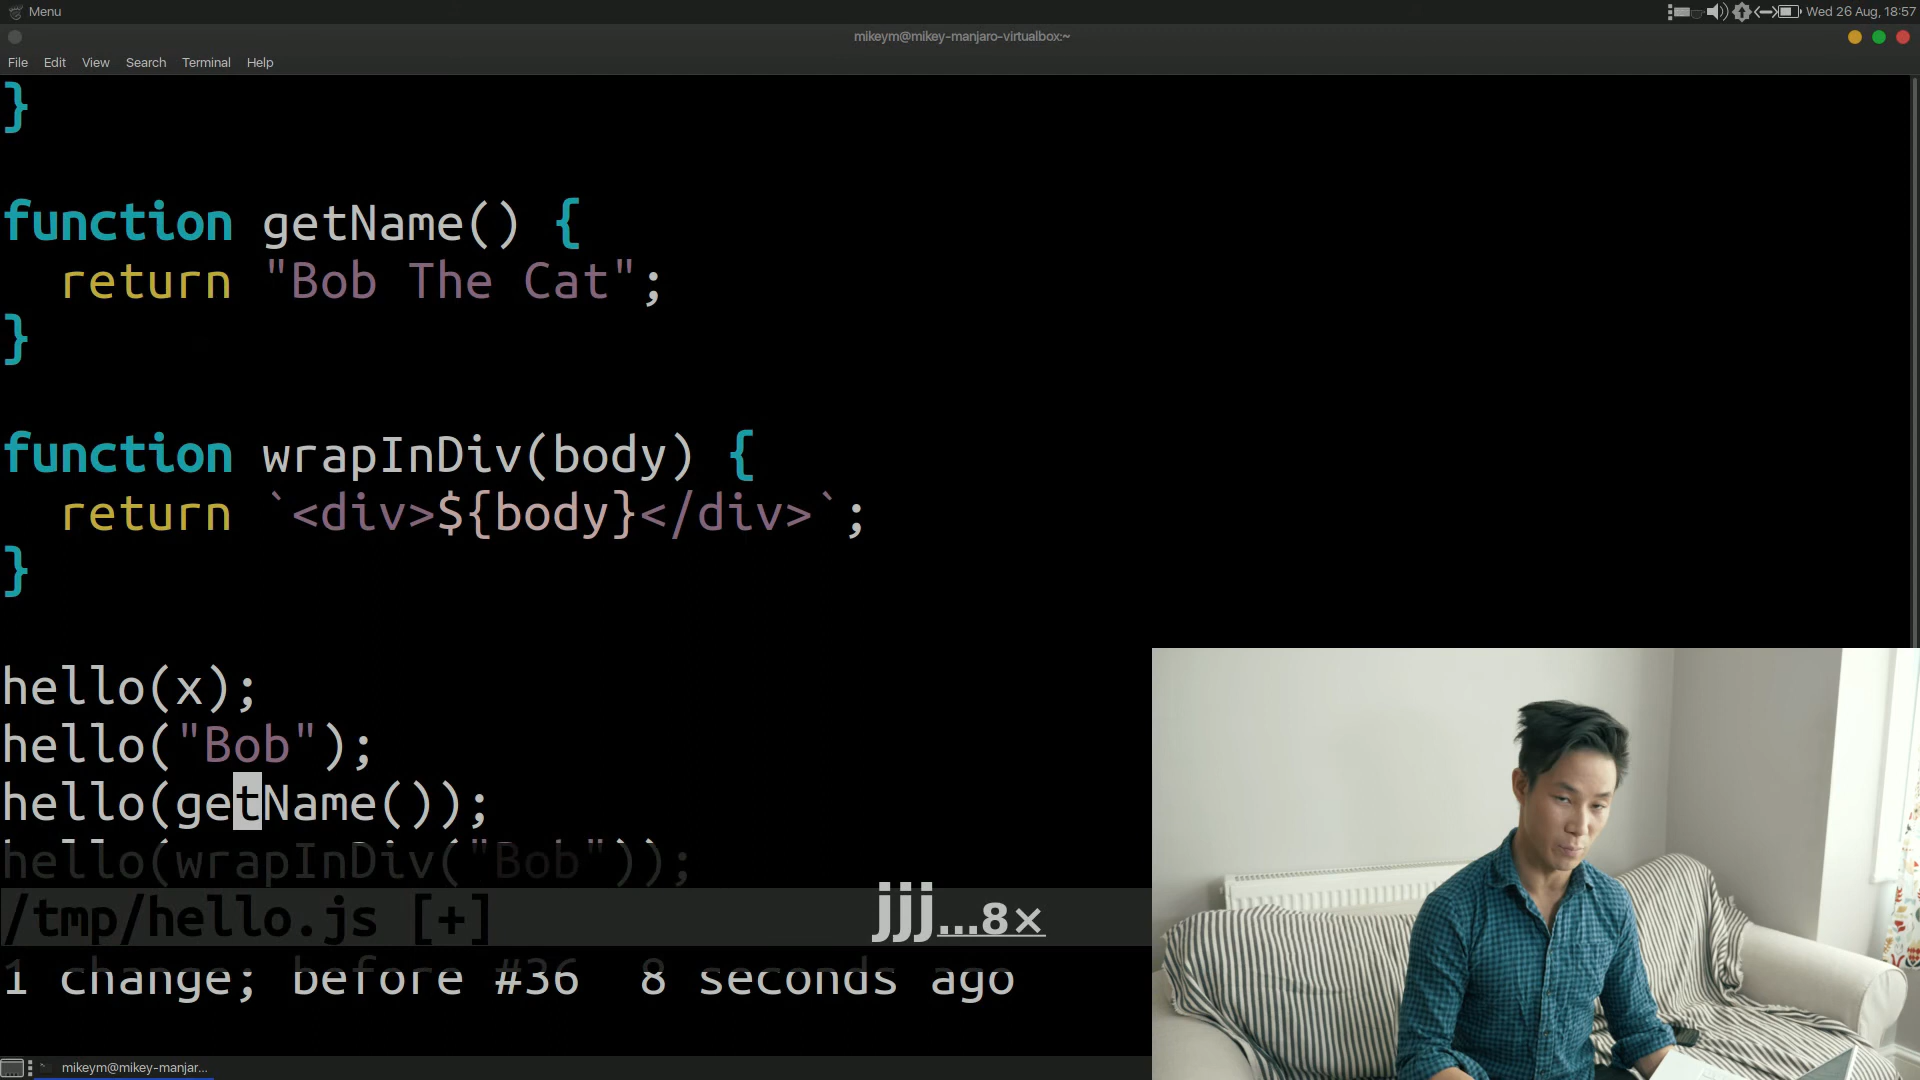 Menu
Wed 26 Aug, 18:57
mikeym@mikey-manjaro-virtualbox:~
File Edit View Search Terminal Help
}
function getName() {
  return "Bob The Cat";
}
function wrapInDiv(body) {
  return `<div>${body}</div>`;
}
hello(x);
hello("Bob");
hello(getName());
hello(wrapInDiv("Bob"));
/tmp/hello.js [+]
jjj...8×
1 change; before #36  8 seconds ago
mikeym@mikey-manjar...